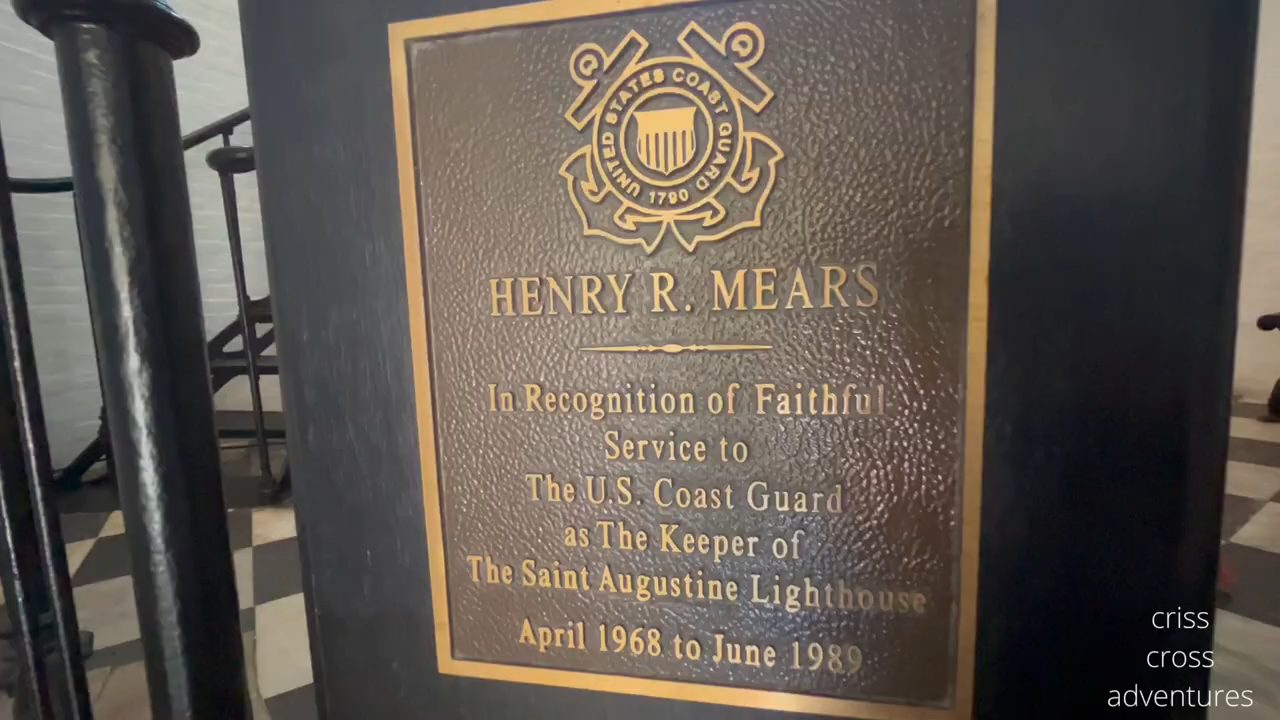 UNITED STATES COAST GUARD
1790
HENRY R. MEARS
In Recognition of Faithful
Service to
The U.S. Coast Guard
as The Keeper of
The Saint Augustine Lighthouse
April 1968 to June 1989
criss
cross
adventures